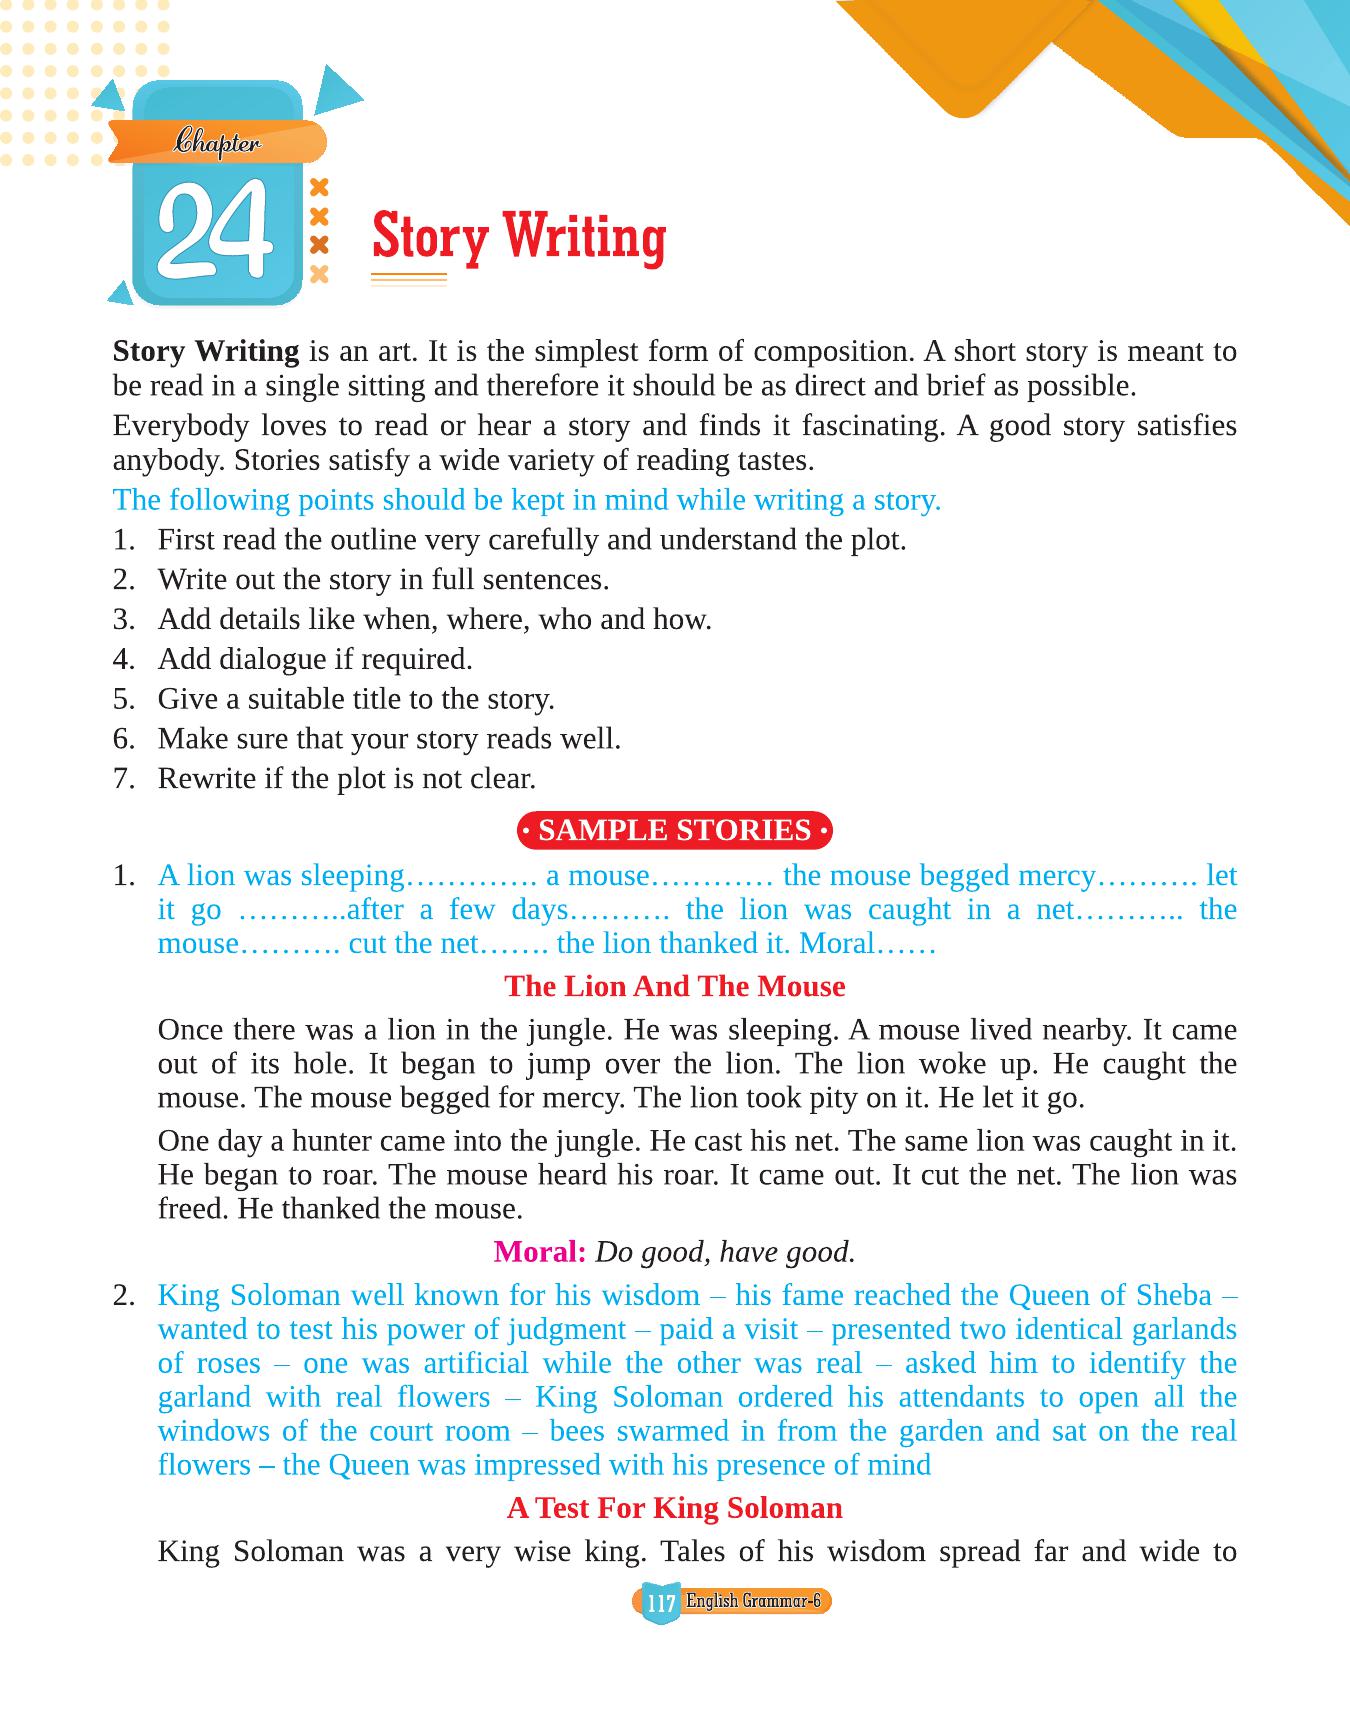 Chapter
24
Story Writing
Story Writing is an art. It is the simplest form of composition. A short story is meant to
be read in a single sitting and therefore it should be as direct and brief as possible.
Everybody loves to read or hear a story and finds it fascinating. A good story satisfies
anybody. Stories satisfy a wide variety of reading tastes.
The following points should be kept in mind while writing a story.
1. First read the outline very carefully and understand the plot.
2. Write out the story in full sentences.
3. Add details like when, where, who and how.
4. Add dialogue if required.
5. Give a suitable title to the story.
6. Make sure that your story reads well.
7. Rewrite if the plot is not clear.
• SAMPLE STORIES •
1. A lion was sleeping…………. a mouse………… the mouse begged mercy………. let
it go ………..after a few days………. the lion was caught in a net……….. the
mouse………. cut the net……. the lion thanked it. Moral……
The Lion And The Mouse
Once there was a lion in the jungle. He was sleeping. A mouse lived nearby. It came
out of its hole. It began to jump over the lion. The lion woke up. He caught the
mouse. The mouse begged for mercy. The lion took pity on it. He let it go.
One day a hunter came into the jungle. He cast his net. The same lion was caught in it.
He began to roar. The mouse heard his roar. It came out. It cut the net. The lion was
freed. He thanked the mouse.
Moral: Do good, have good.
2. King Soloman well known for his wisdom – his fame reached the Queen of Sheba –
wanted to test his power of judgment – paid a visit – presented two identical garlands
of roses – one was artificial while the other was real – asked him to identify the
garland with real flowers – King Soloman ordered his attendants to open all the
windows of the court room – bees swarmed in from the garden and sat on the real
flowers – the Queen was impressed with his presence of mind
A Test For King Soloman
King Soloman was a very wise king. Tales of his wisdom spread far and wide to
117 English Grammar-6